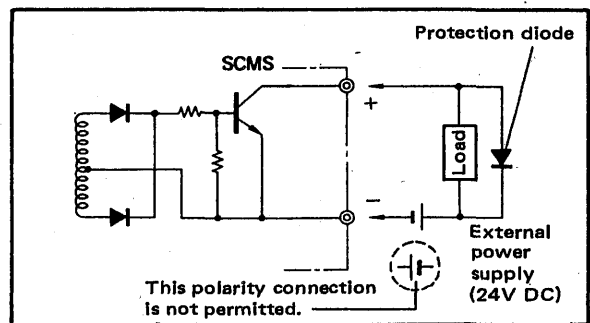 Protection diode
SCMS
+
Load
−
External
power
supply
(24V DC)
This polarity connection
is not permitted.